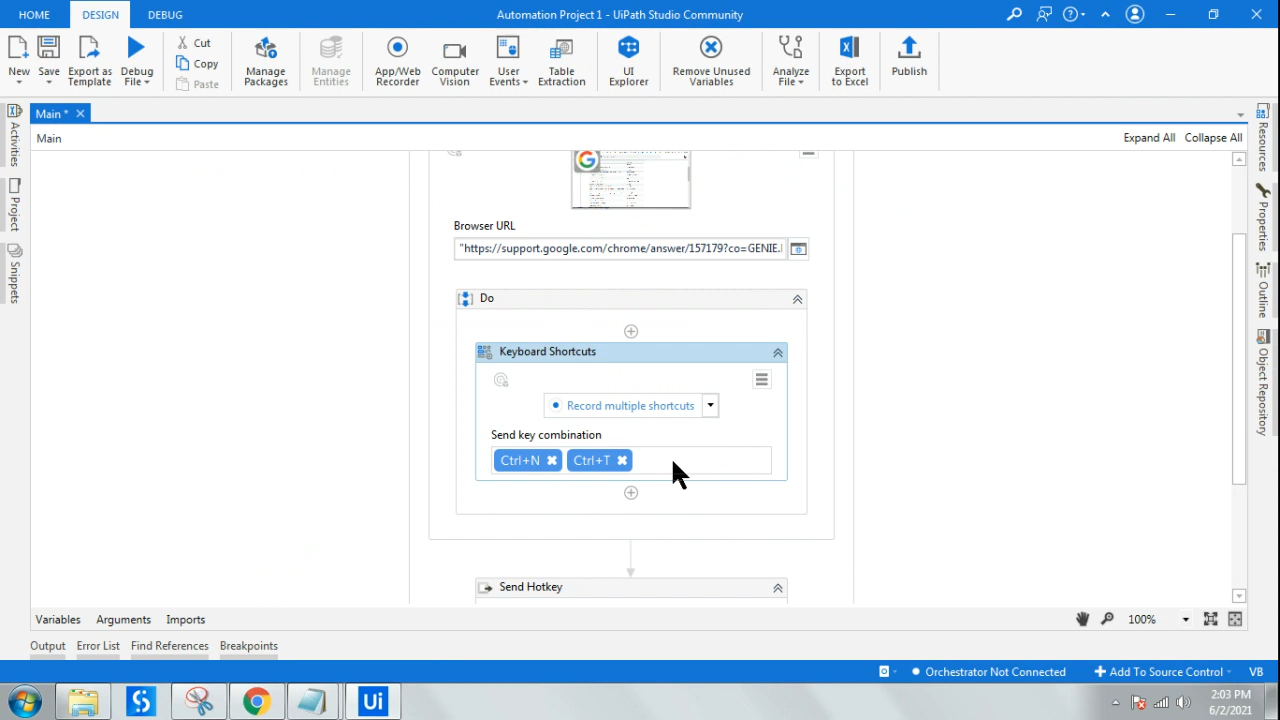 HOME DESIGN DEBUG Automation Project1 - UiPath Studio Community
New Save Export as Template Debug File Cut Copy Paste Manage Packages Manage Entities App/Web Recorder Computer Vision User Events Table Extraction UI Explorer Remove Unused Variables Analyze File Export to Excel Publish
Main *
Main Expand All Collapse All
Activities
Project
Snippets
Resources
Properties
Outline
Object Repository
Browser URL
"https://support.google.com/chrome/answer/157179?co=GENIE.
Do
Keyboard Shortcuts
Record multiple shortcuts
Send key combination
Ctrl+N Ctrl+T
Send Hotkey
Variables Arguments Imports 100%
Output Error List Find References Breakpoints
Orchestrator Not Connected Add To Source Control VB
Ui
2:03 PM
6/2/2021